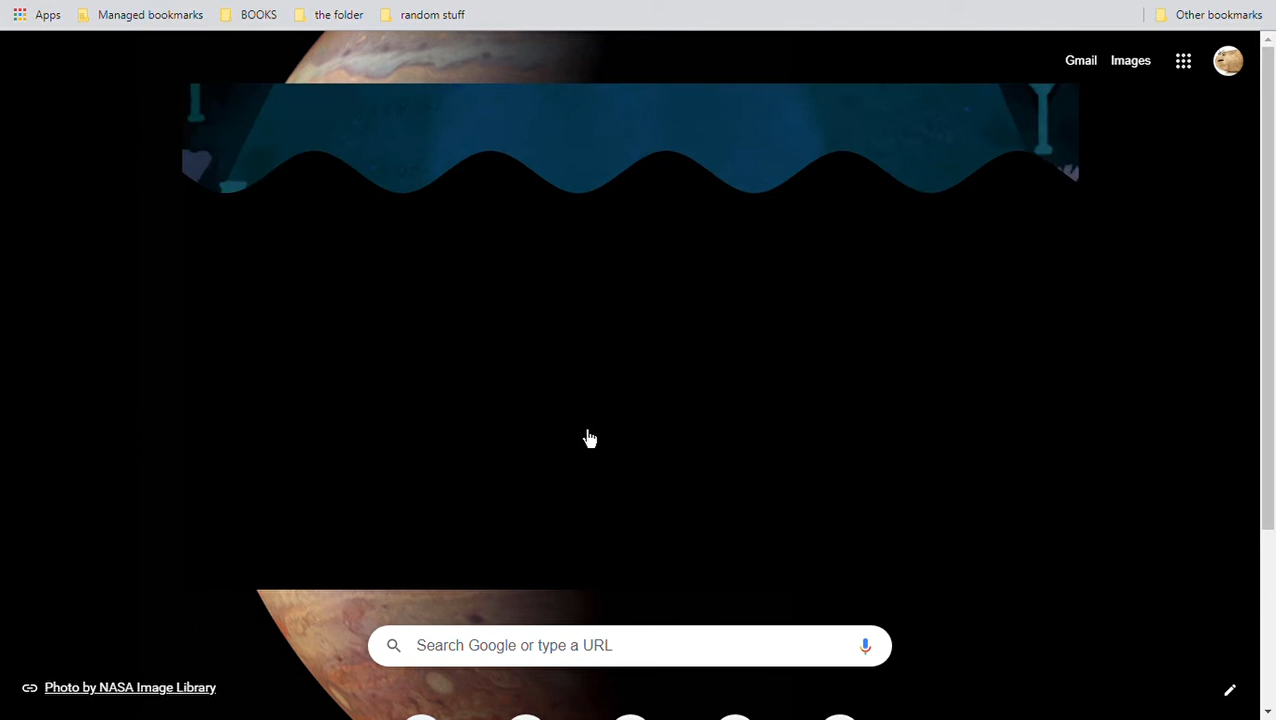 Apps Managed bookmarks BOOKS the folder random stuff Other bookmarks
Gmail Images
Search Google or type a URL
Photo by NASA Image Library